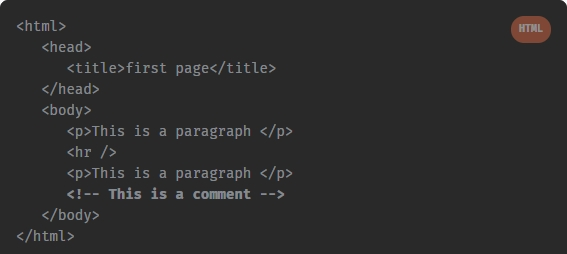 <html>
HTML
<head>
<title>first page</title>
</head>
<body>
<p>This is a paragraph </p>
<hr />
<p>This is a paragraph </p>
<!-- This is a comment -->
</body>
</html>